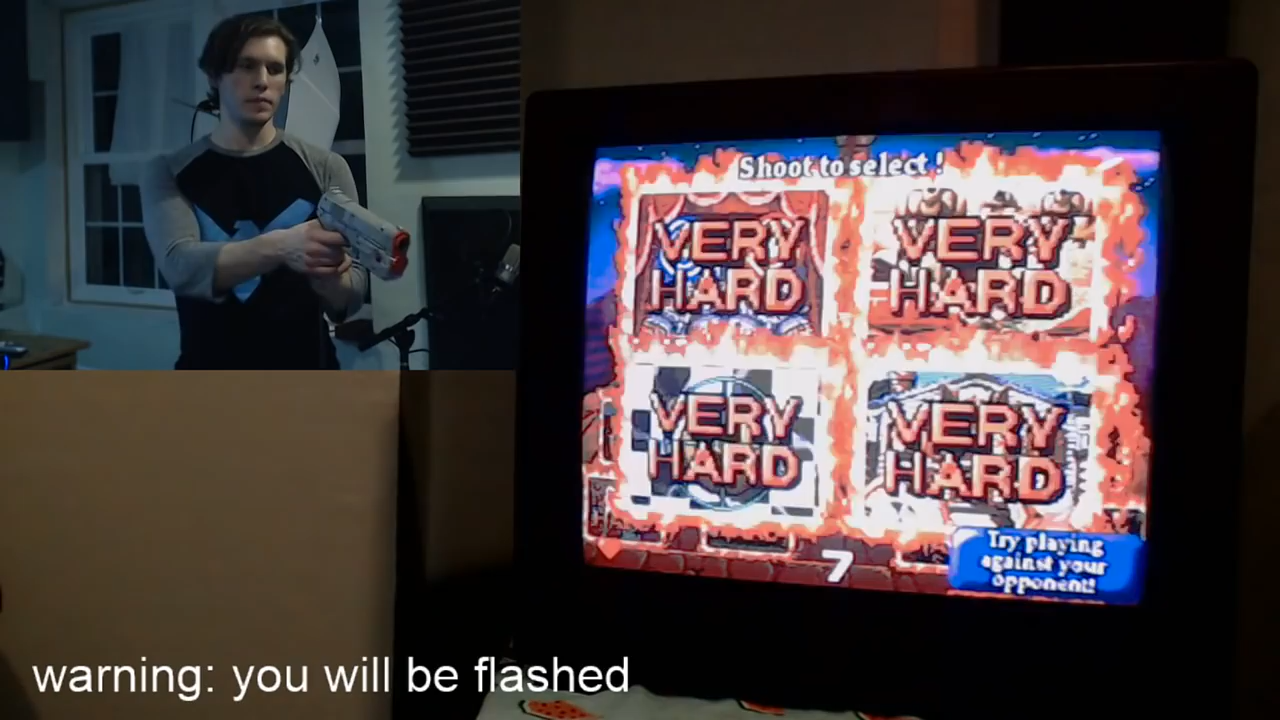 Shoot to select!
VERY
HARD
VERY
HARD
VERY
HARD
VERY
HARD
7
Try playing
against your
opponent!
warning: you will be flashed